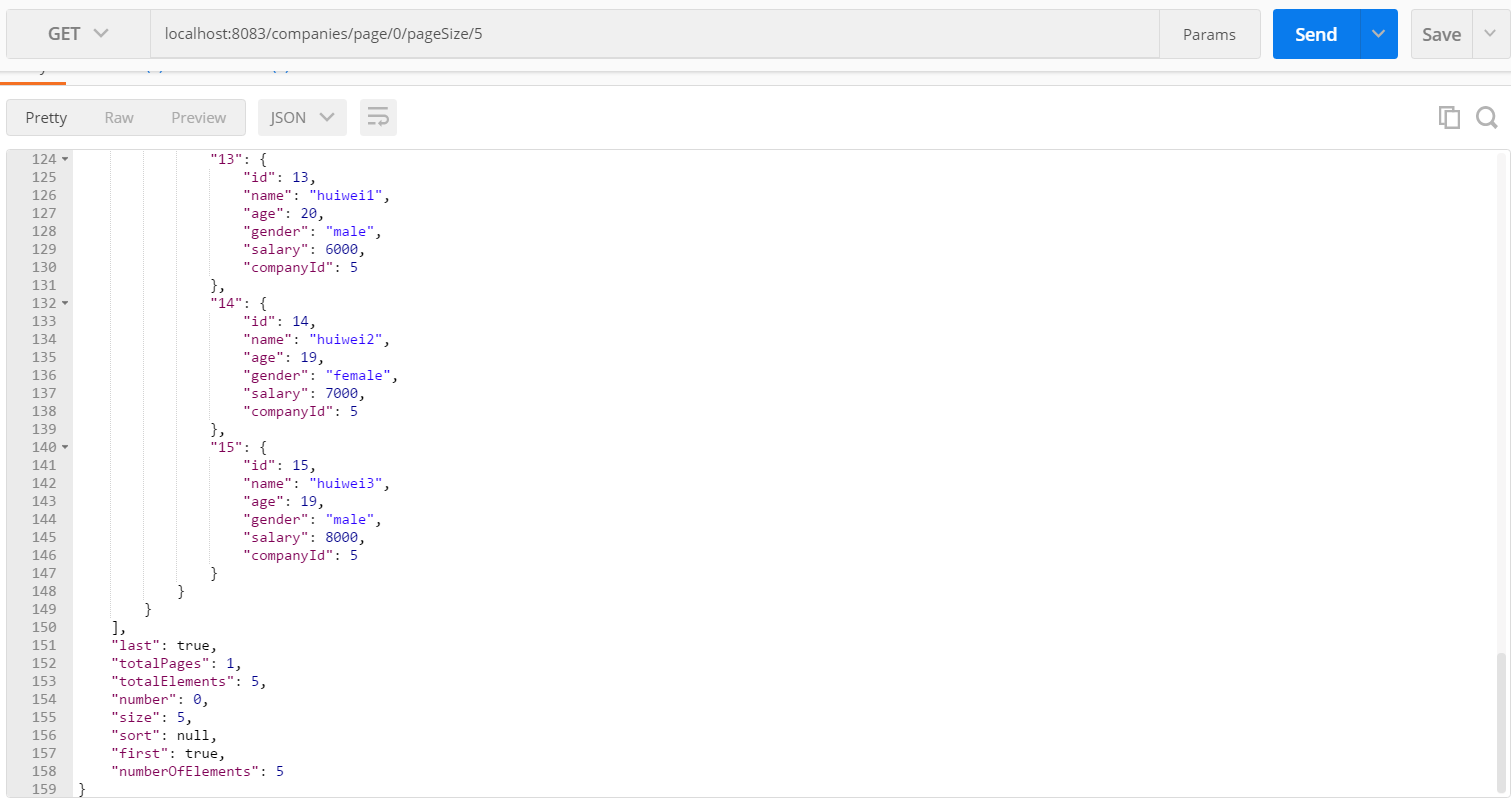 GET localhost:8083/companies/page/0/pageSize/5 Params Send Save
Pretty Raw Preview JSON
124 "13": {
125 "id": 13,
126 "name": "huiwei1",
127 "age": 20,
128 "gender": "male",
129 "salary": 6000,
130 "companyId": 5
131 },
132 "14": {
133 "id": 14,
134 "name": "huiwei2",
135 "age": 19,
136 "gender": "female",
137 "salary": 7000,
138 "companyId": 5
139 },
140 "15": {
141 "id": 15,
142 "name": "huiwei3",
143 "age": 19,
144 "gender": "male",
145 "salary": 8000,
146 "companyId": 5
147 }
148 }
149 }
150 ],
151 "last": true,
152 "totalPages": 1,
153 "totalElements": 5,
154 "number": 0,
155 "size": 5,
156 "sort": null,
157 "first": true,
158 "numberOfElements": 5
159 }